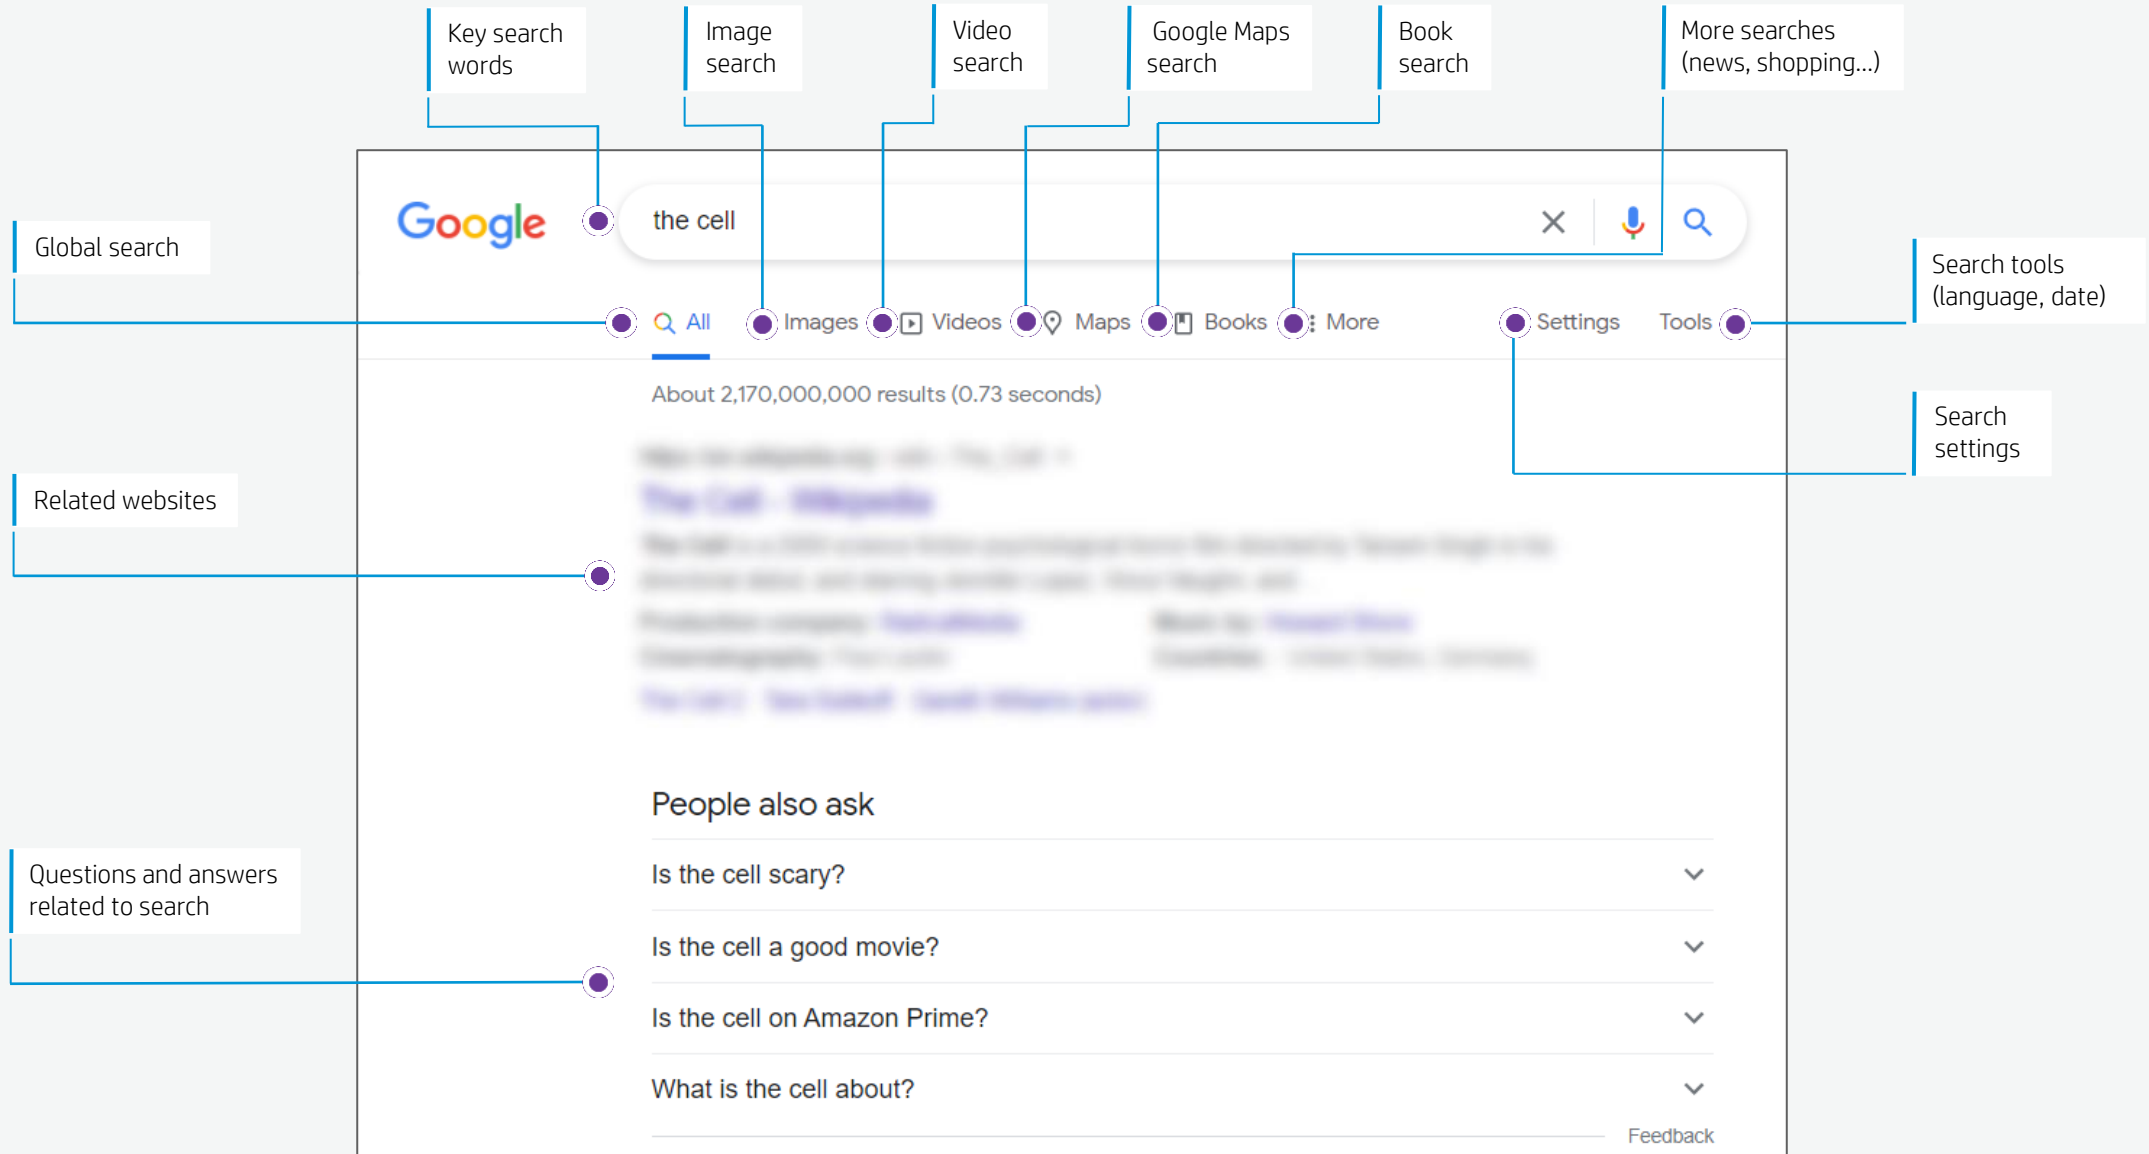 Key search
words
Image
search
Video
search
Google Maps
search
Book
search
More searches
(news, shopping...)
Google
the cell
Global search
Search tools
(language, date)
All
Images
Videos
Maps
Books
More
Settings
Tools
About 2,170,000,000 results (0.73 seconds)
Search
settings
The Cell - Wikipedia
Related websites
People also ask
Questions and answers
related to search
Is the cell scary?
Is the cell a good movie?
Is the cell on Amazon Prime?
What is the cell about?
Feedback